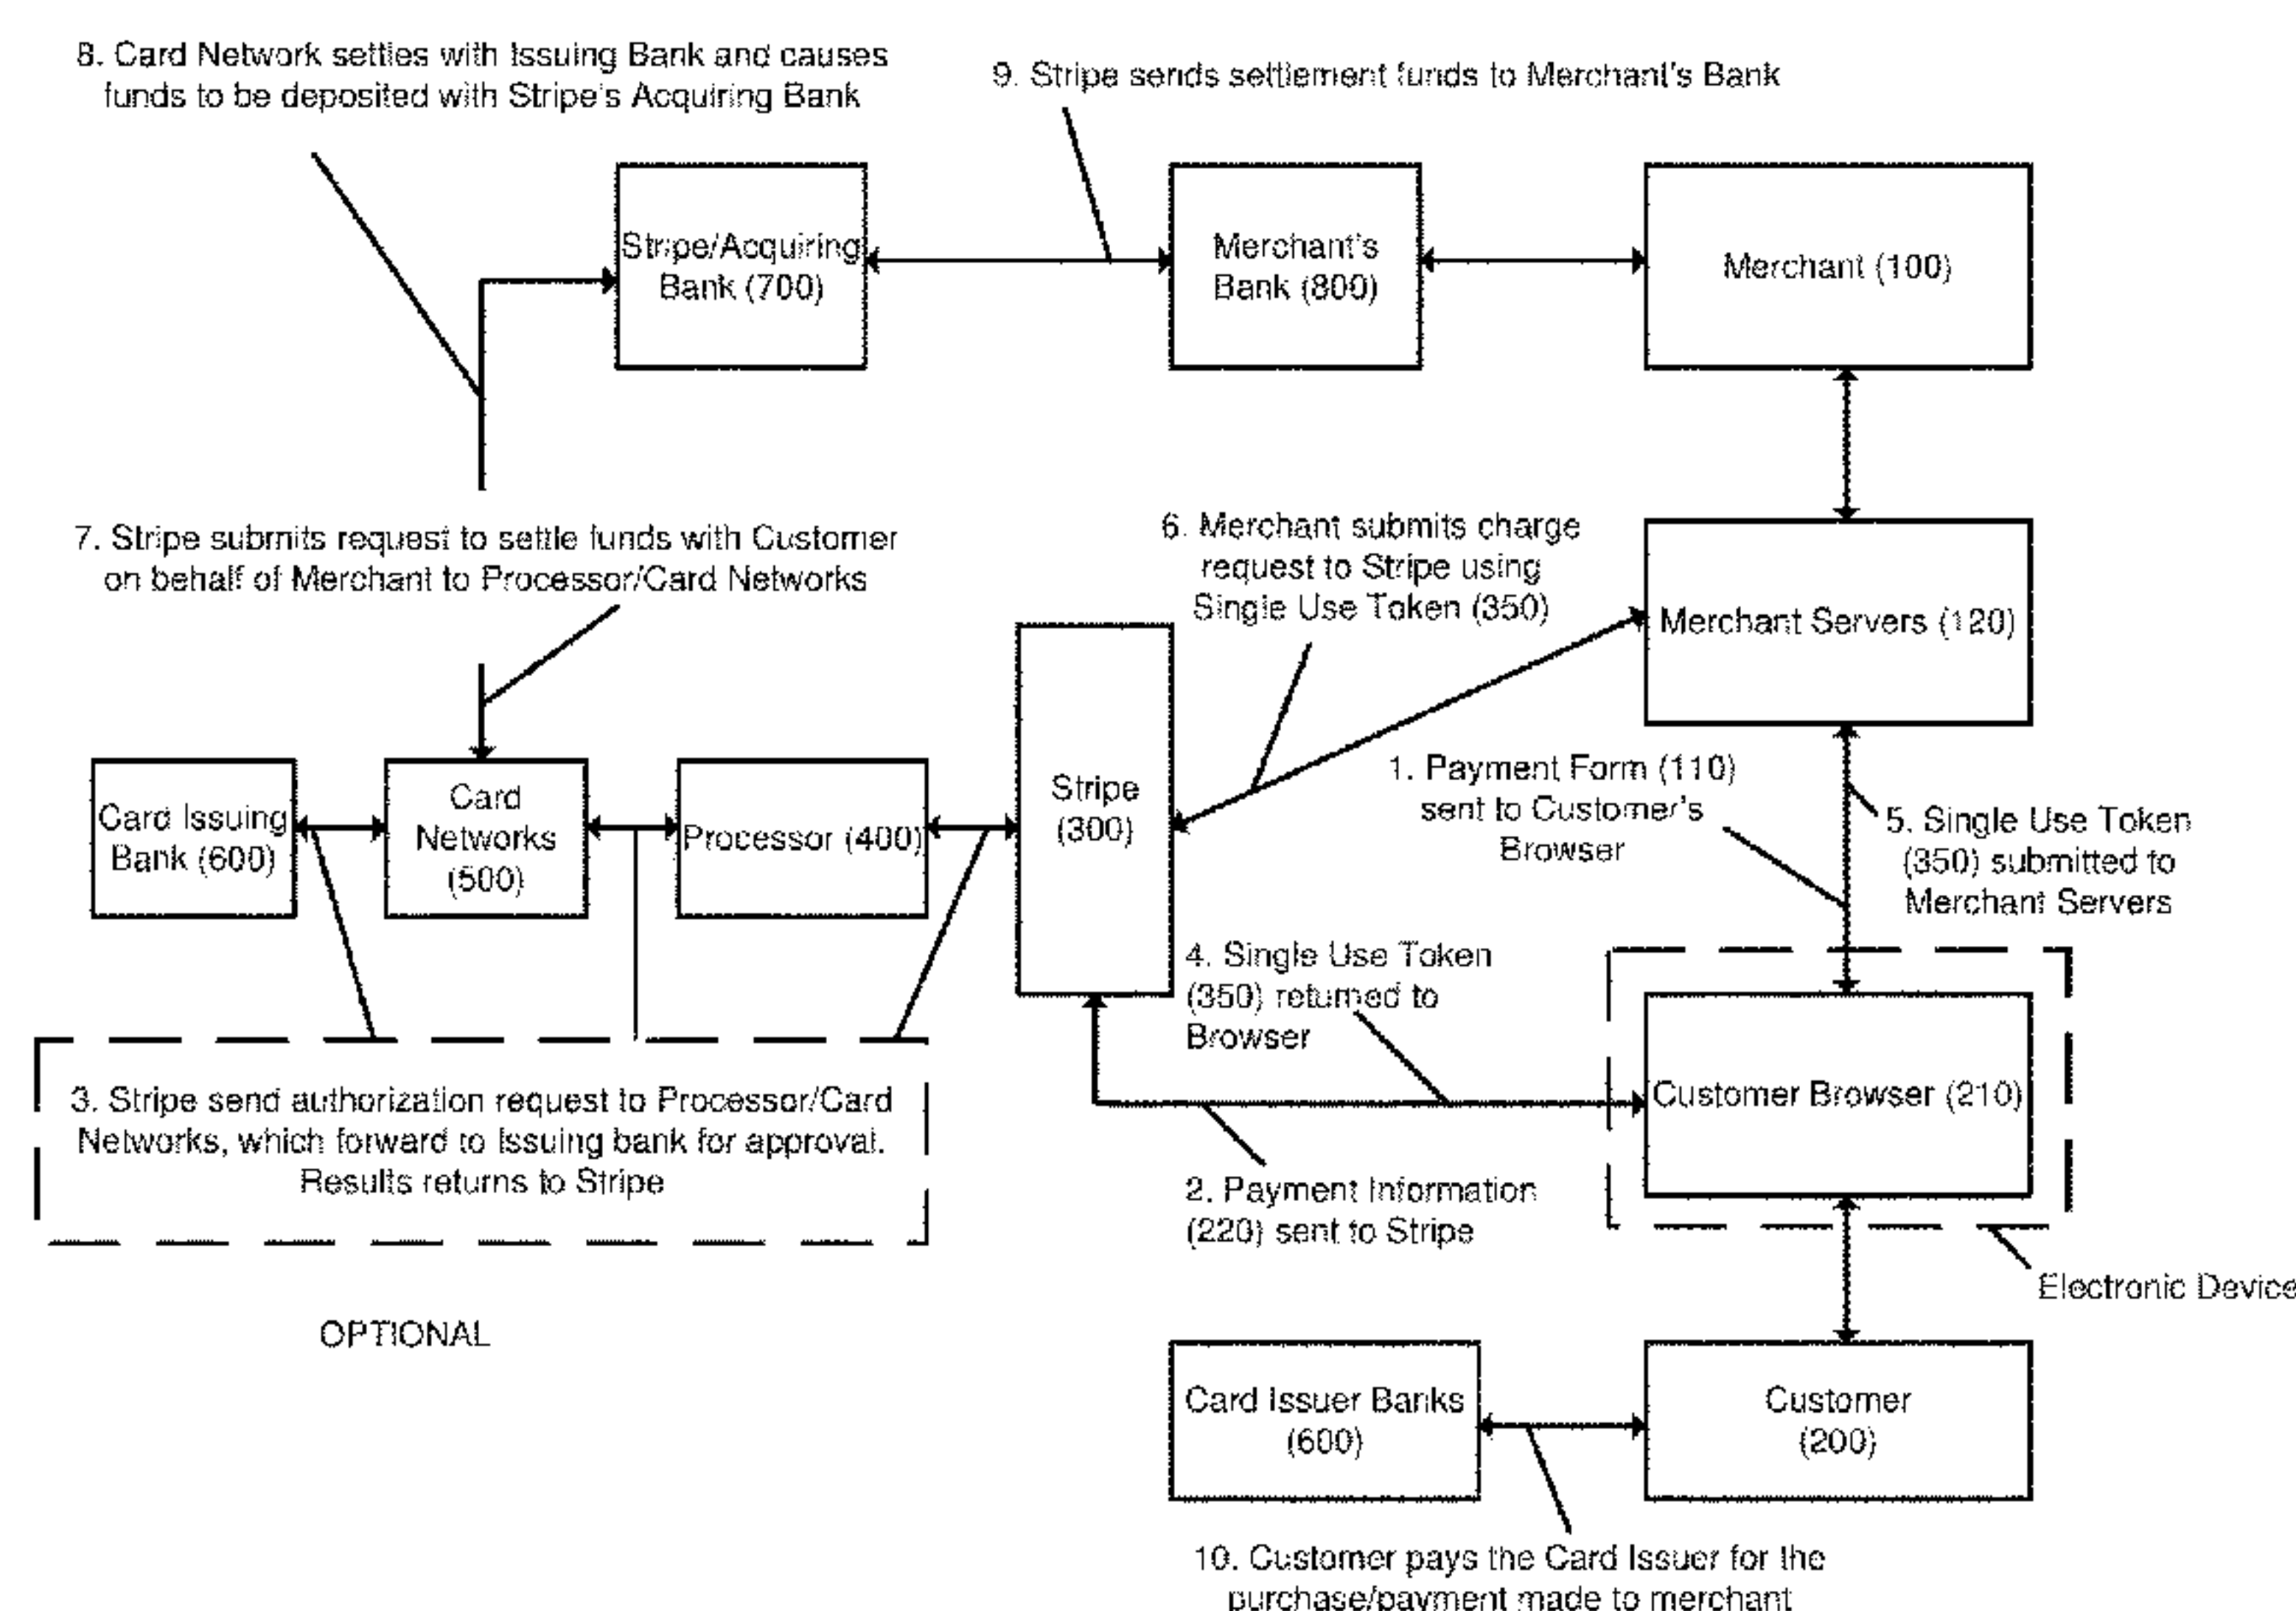 8. Card Network settles with Issuing Bank and causes
funds to be deposited with Stripe's Acquiring Bank
9. Stripe sends settlement funds to Merchant's Bank
Stripe/Acquiring
Bank (700)
Merchant's
Bank (800)
Merchant (100)
7. Stripe submits request to settle funds with Customer
on behalf of Merchant to Processor/Card Networks
6. Merchant submits charge
request to Stripe using
Single Use Token (350)
Merchant Servers (120)
Card Issuing
Bank (600)
Card
Networks
(500)
Processor (400)
Stripe
(300)
1. Payment Form (110)
sent to Customer's
Browser
5. Single Use Token
(350) submitted to
Merchant Servers
4. Single Use Token
(350) returned to
Browser
Customer Browser (210)
3. Stripe send authorization request to Processor/Card
Networks, which forward to Issuing bank for approval.
Results returns to Stripe
2. Payment Information
(220) sent to Stripe
Electronic Device
OPTIONAL
Card Issuer Banks
(600)
Customer
(200)
10. Customer pays the Card Issuer for the
purchase/payment made to merchant